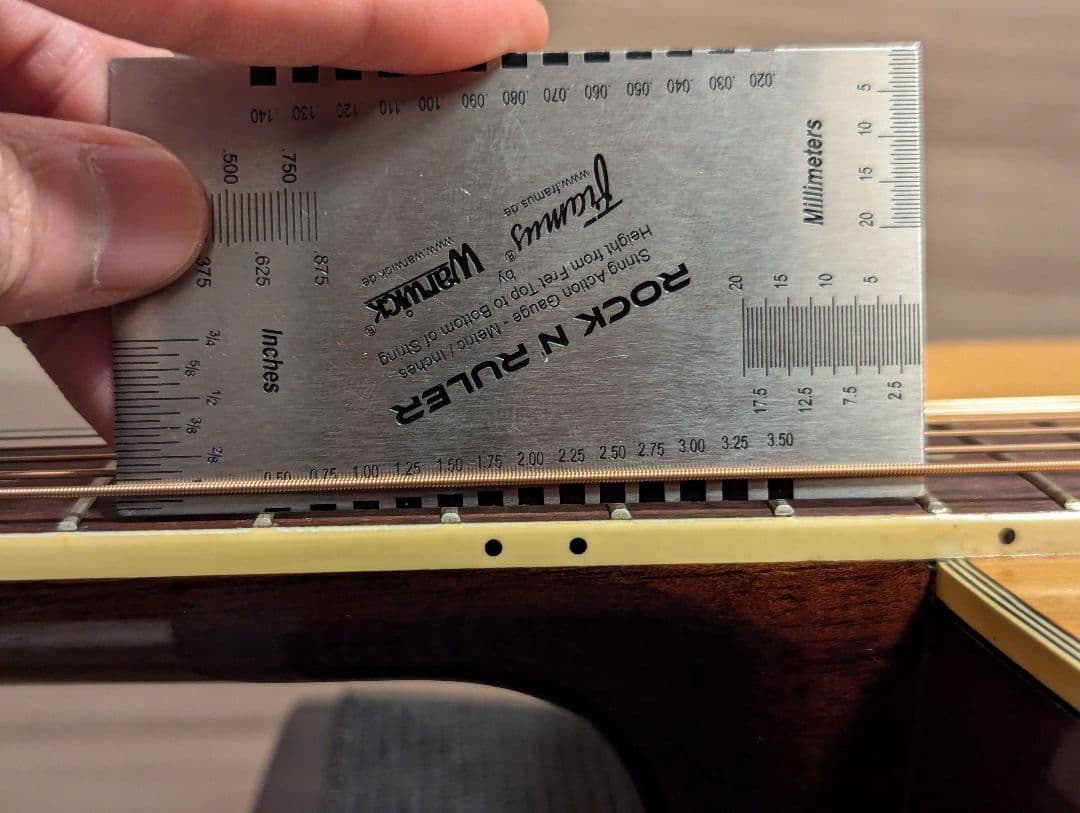 .140 .130 .120 .110 .100 .090 .080 .070 .060 .050 .040 .030 .020
.500 .750
.375 .625 .875
Inches
3/4
5/8
1/2
3/8
2/8
ROCK N RULER
String Action Gauge - Metric / Inches
Height from Fret Top to Bottom of String
by
Warwick®
www.warwick.de
Framus®
www.framus.de
Millimeters
5
10
15
20
20 15 10 5
17.5 12.5 7.5 2.5
0.50 0.75 1.00 1.25 1.50 1.75 2.00 2.25 2.50 2.75 3.00 3.25 3.50